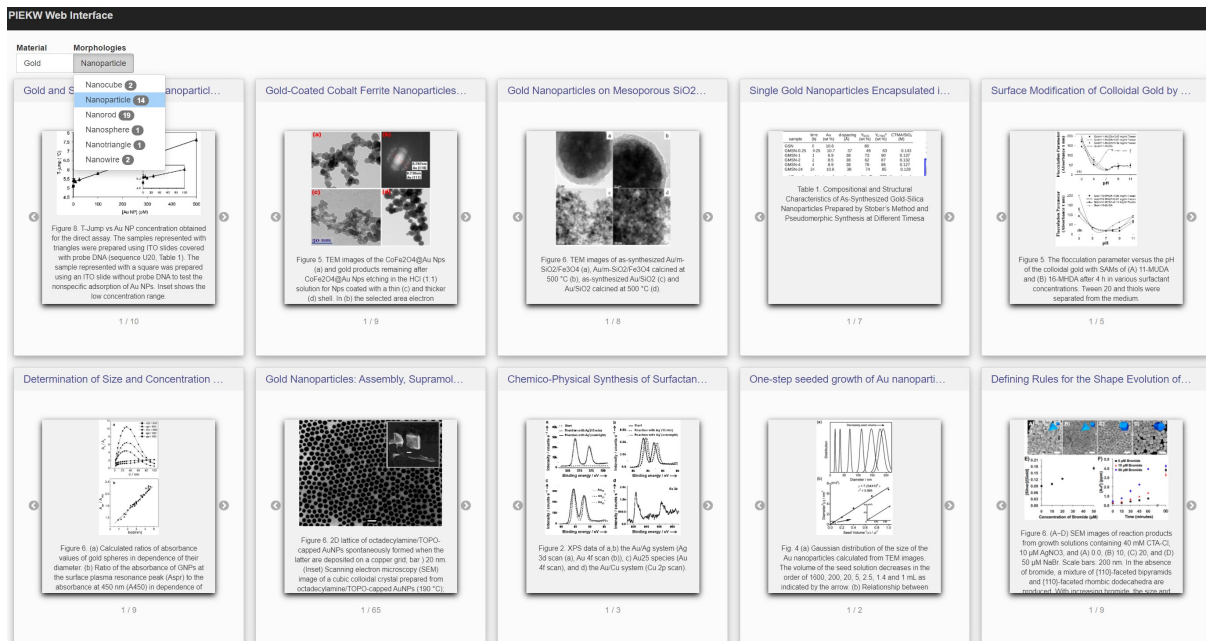 PIEKW Web Interface
Material
Morphologies
Gold
Nanoparticle
Nanocube 2
Nanoparticle 14
Nanorod 19
Nanosphere 1
Nanotriangle 1
Nanowire 2
Gold and S
anoparticl...
Gold-Coated Cobalt Ferrite Nanoparticles...
Gold Nanoparticles on Mesoporous SiO2...
Single Gold Nanoparticles Encapsulated i...
Surface Modification of Colloidal Gold by ...
[Au NP] (pM)
Figure 8. T-Jump vs Au NP concentration obtained
for the direct assay. The samples represented with
triangles were prepared using ITO slides covered
with probe DNA (sequence U20, Table 1). The
sample represented with a square was prepared
using an ITO slide without probe DNA to test the
nonspecific adsorption of Au NPs. Inset shows the
low concentration range.
1 / 10
Figure 5. TEM images of the CoFe2O4@Au Nps
(a) and gold products remaining after
CoFe2O4@Au Nps etching in the HCl (1:1)
solution for Nps coated with a thin (c) and thicker
(d) shell. In (b) the selected area electron
1 / 9
Figure 6. TEM images of as-synthesized Au/m-
SiO2/Fe3O4 (a), Au/m-SiO2/Fe3O4 calcined at
500 °C (b), as-synthesized Au/SiO2 (c) and
Au/SiO2 calcined at 500 °C (d).
1 / 8
Table 1. Compositional and Structural
Characteristics of As-Synthesized Gold-Silica
Nanoparticles Prepared by Stober's Method and
Pseudomorphic Synthesis at Different Timesa
1 / 7
pH
pH
Figure 5. The flocculation parameter versus the pH
of the colloidal gold with SAMs of (A) 11-MUDA
and (B) 16-MHDA after 4 h in various surfactant
concentrations. Tween 20 and thiols were
separated from the medium.
1 / 5
Determination of Size and Concentration ...
Gold Nanoparticles: Assembly, Supramol...
Chemico-Physical Synthesis of Surfactan...
One-step seeded growth of Au nanoparti...
Defining Rules for the Shape Evolution of...
Figure 6. (a) Calculated ratios of absorbance
values of gold spheres in dependence of their
diameter. (b) Ratio of the absorbance of GNPs at
the surface plasmon resonance peak (Aspr) to the
absorbance at 450 nm (A450) in dependence of
1 / 9
Figure 6. 2D lattice of octadecylamine/TOPO-
capped AuNPs spontaneously formed when the
latter are deposited on a copper grid; bar ) 20 nm.
(Inset) Scanning electron microscopy (SEM)
image of a cubic colloidal crystal prepared from
octadecylamine/TOPO-capped AuNPs (190 °C);
1 / 65
Figure 2. XPS data of a,b) the Au/Ag system (Ag
3d scan (a), Au 4f scan (b)), c) Au25 species (Au
4f scan), and d) the Au/Cu system (Cu 2p scan).
1 / 3
Fig. 4 (a) Gaussian distribution of the size of the
Au nanoparticles calculated from TEM images.
The volume of the seed solution decreases in the
order of 1600, 200, 20, 5, 2.5, 1.4 and 1 mL as
indicated by the arrow. (b) Relationship between
1 / 2
Concentration of Bromide (μM)
Time (minutes)
Figure 6. (A–D) SEM images of reaction products
from growth solutions containing 40 mM CTA-Cl,
10 μM AgNO3, and (A) 0.0, (B) 10, (C) 20, and (D)
50 μM NaBr. Scale bars: 200 nm. In the absence
of bromide, a mixture of {110}-faceted bipyramids
and {110}-faceted rhombic dodecahedra are
produced. With increasing bromide, the size and
1 / 9